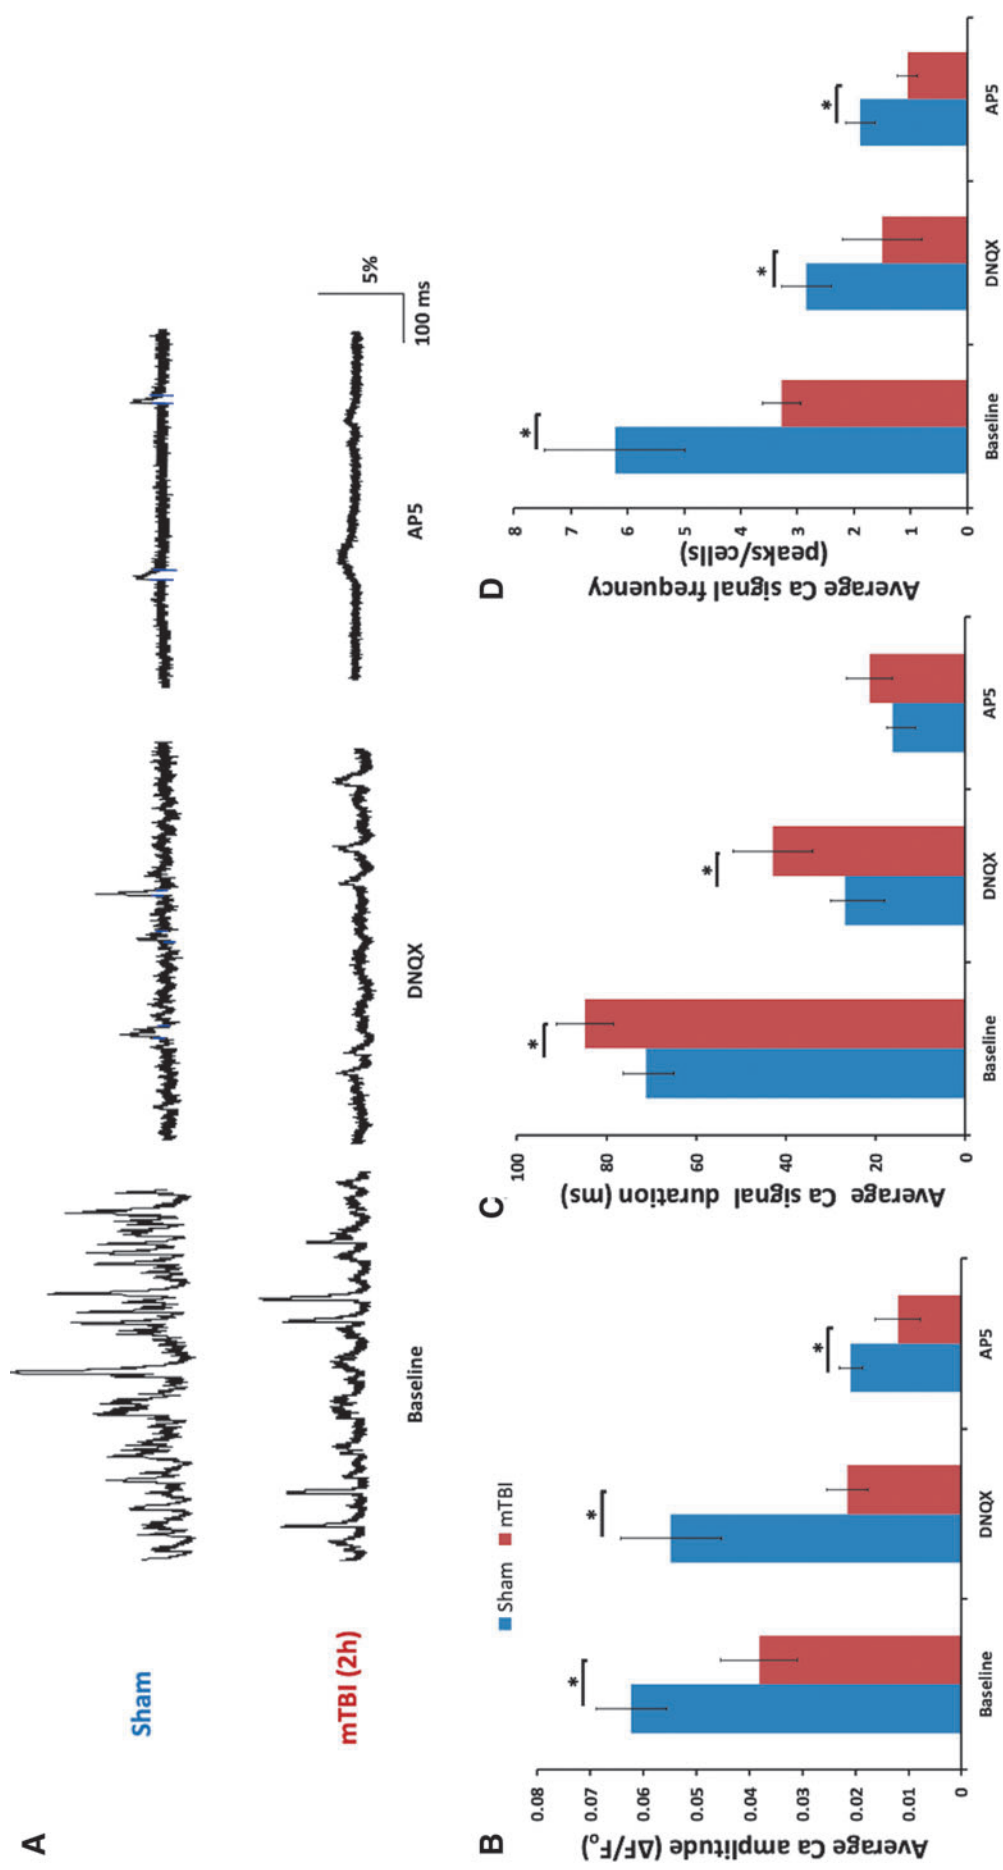 A
Sham
mTBI (2h)
Baseline
DNQX
AP5
5%
100 ms
B
Sham mTBI
Average Ca amplitude (ΔF/F₀)
0.08
0.07
0.06
0.05
0.04
0.03
0.02
0.01
0
*
*
*
Baseline
DNQX
AP5
C
Average Ca signal duration (ms)
100
80
60
40
20
0
*
*
Baseline
DNQX
AP5
D
Average Ca signal frequency
(peaks/cells)
8
7
6
5
4
3
2
1
0
*
*
*
Baseline
DNQX
AP5